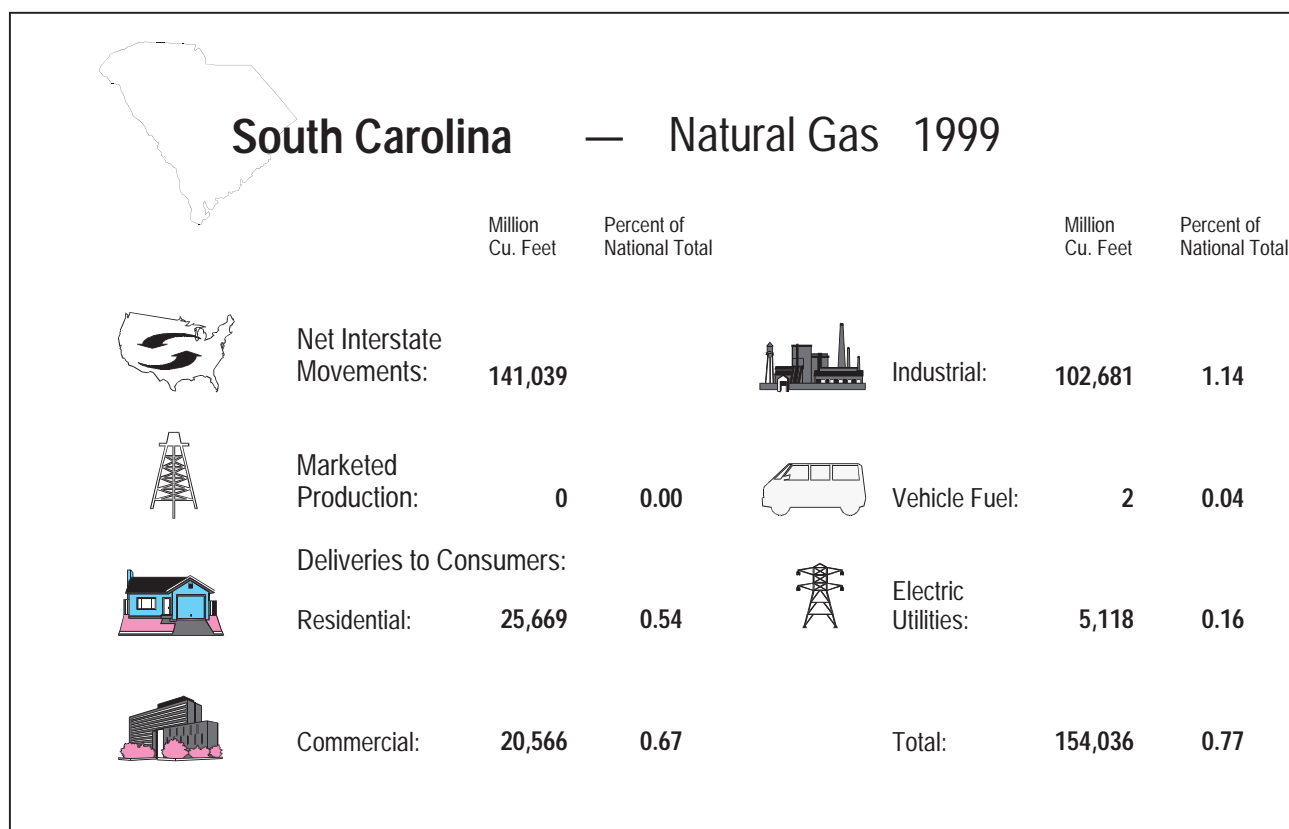 South Carolina — Natural Gas 1999
Million
Cu. Feet
Percent of
National Total
Million
Cu. Feet
Percent of
National Total
Net Interstate
Movements: 141,039
Industrial: 102,681 1.14
Marketed
Production: 0 0.00
Vehicle Fuel: 2 0.04
Deliveries to Consumers:
Residential: 25,669 0.54
Electric
Utilities: 5,118 0.16
Commercial: 20,566 0.67
Total: 154,036 0.77